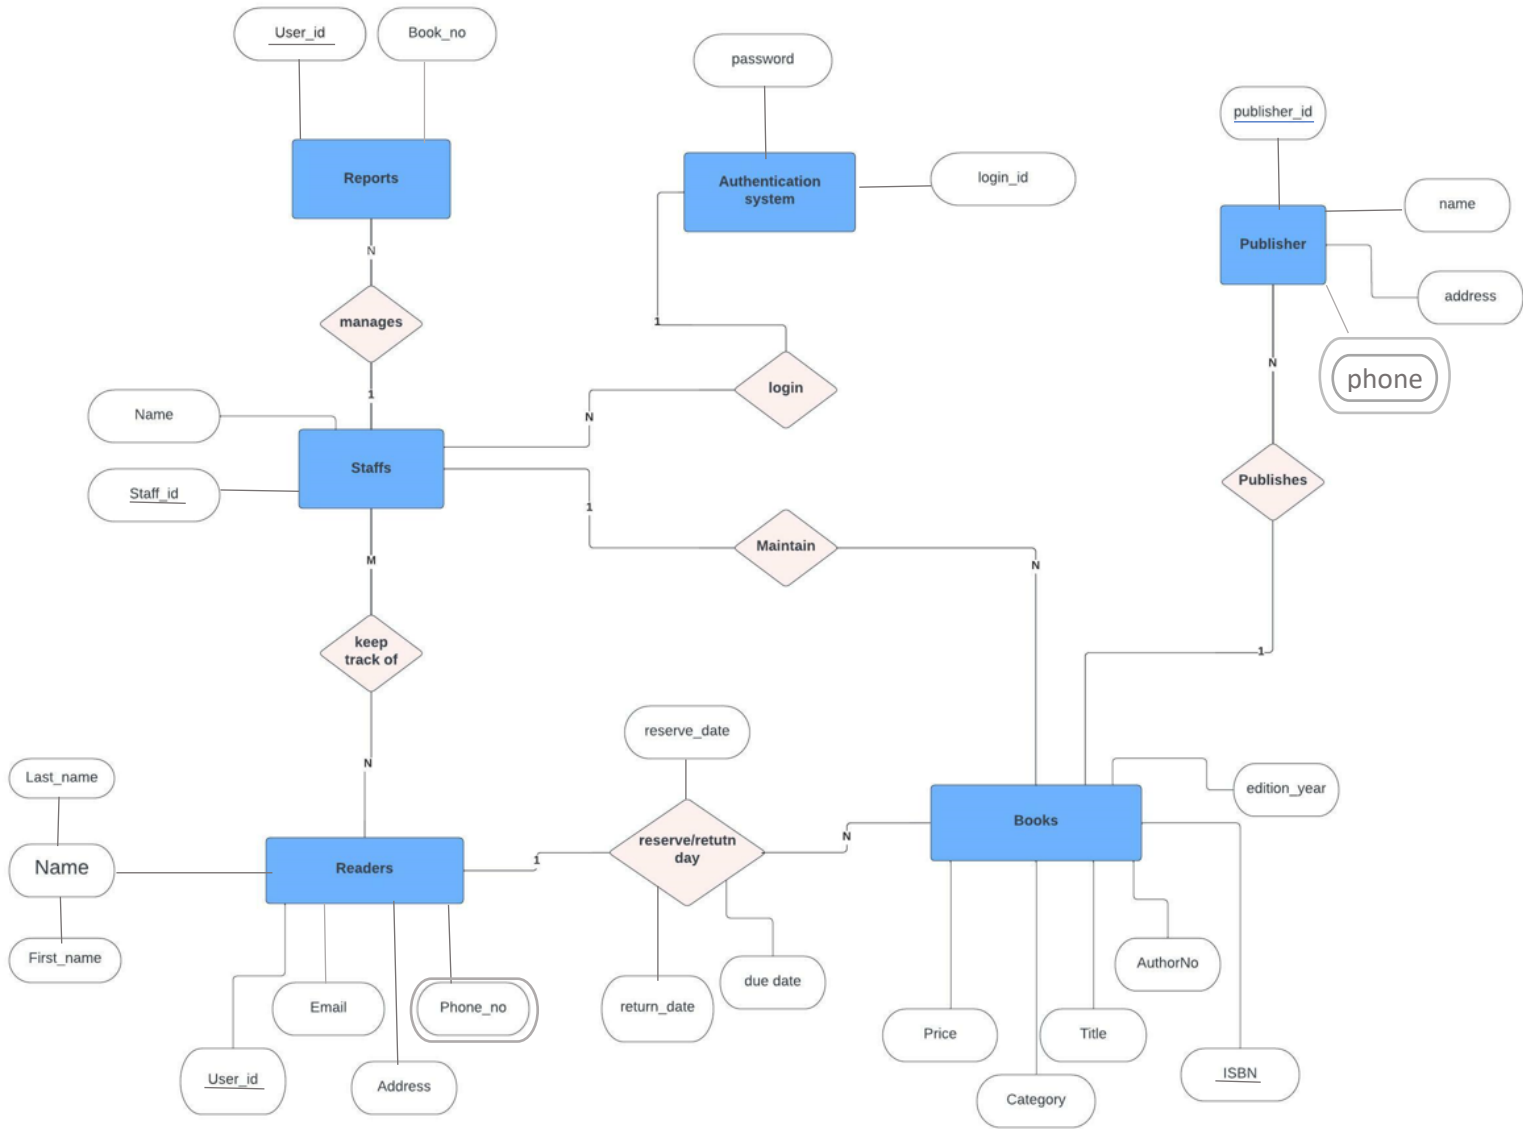 User_id
Book_no
password
publisher_id
Reports
Authentication
system
login_id
name
Publisher
address
N
manages
1
phone
N
1
login
N
Name
Staffs
Staff_id
Publishes
1
Maintain
N
M
keep
track of
1
N
reserve_date
Last_name
edition_year
Books
Name
Readers
1
reserve/retutn
day
N
First_name
Email
Phone_no
return_date
due date
AuthorNo
Price
Title
User_id
Address
Category
ISBN